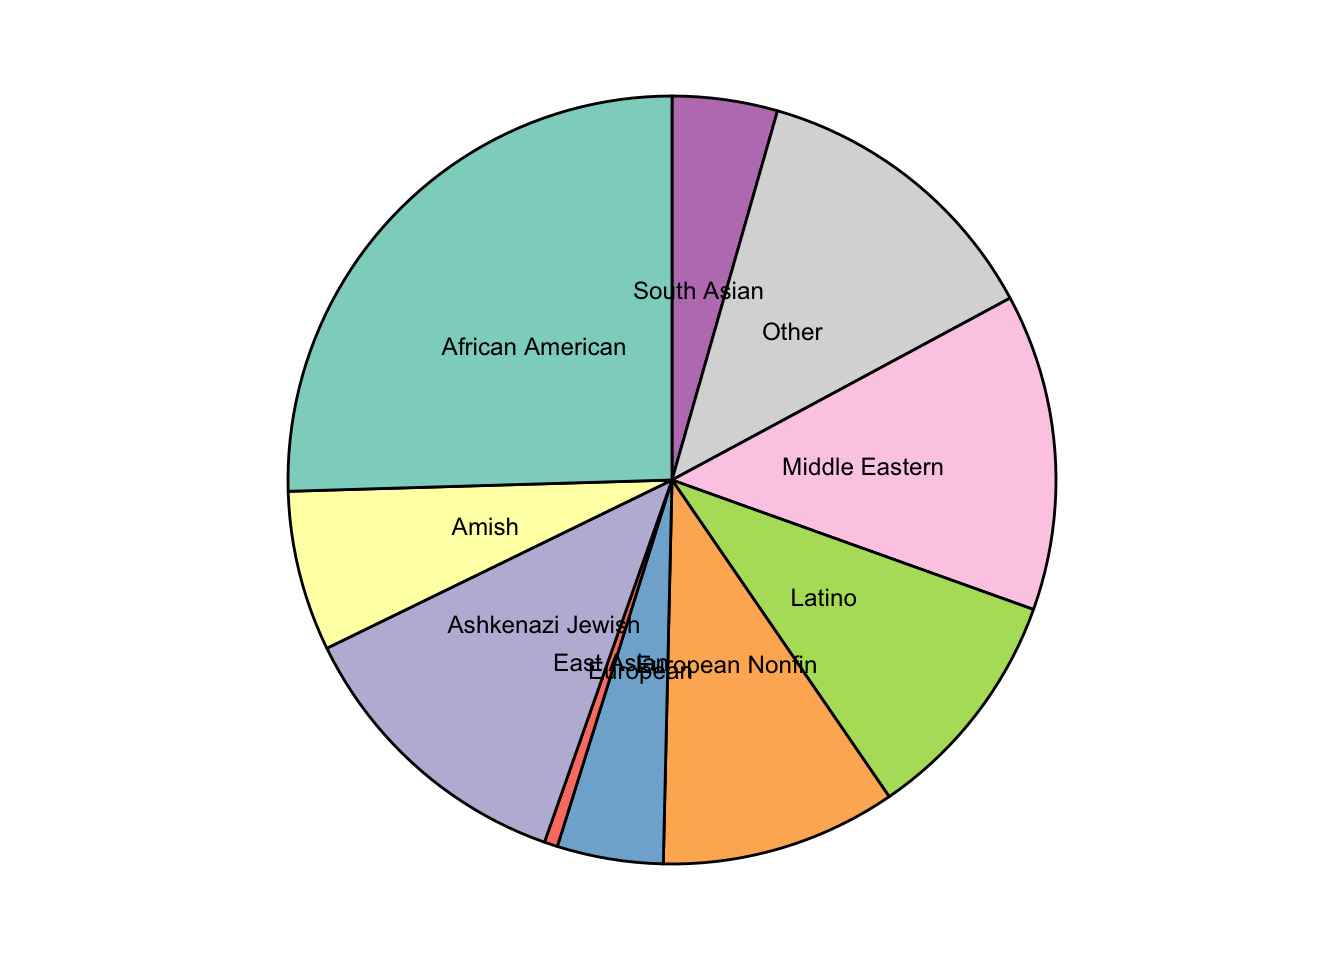 South Asian
Other
African American
Middle Eastern
Amish
Latino
Ashkenazi Jewish
East Asian
European Nonfin
European